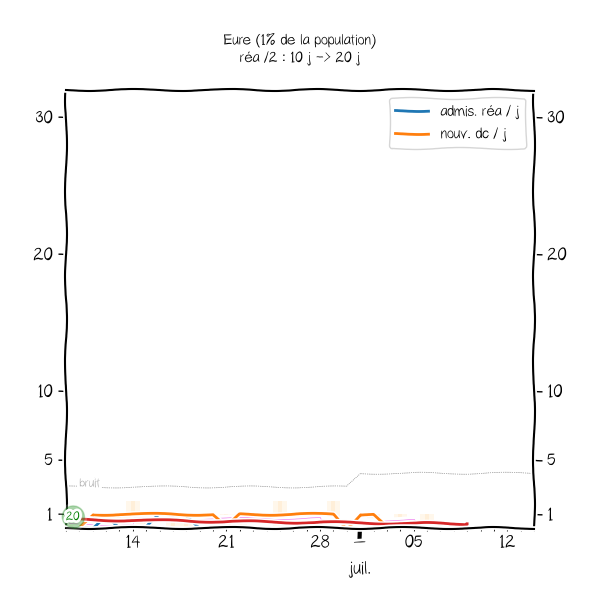 Eure (1% de la population)
réa /2 : 10 j -> 20 j
admis. réa / j
nouv. dc / j
30 30
20 20
10 10
5 5
bruit
1 20 1
14 21 28 1 05 12
juil.